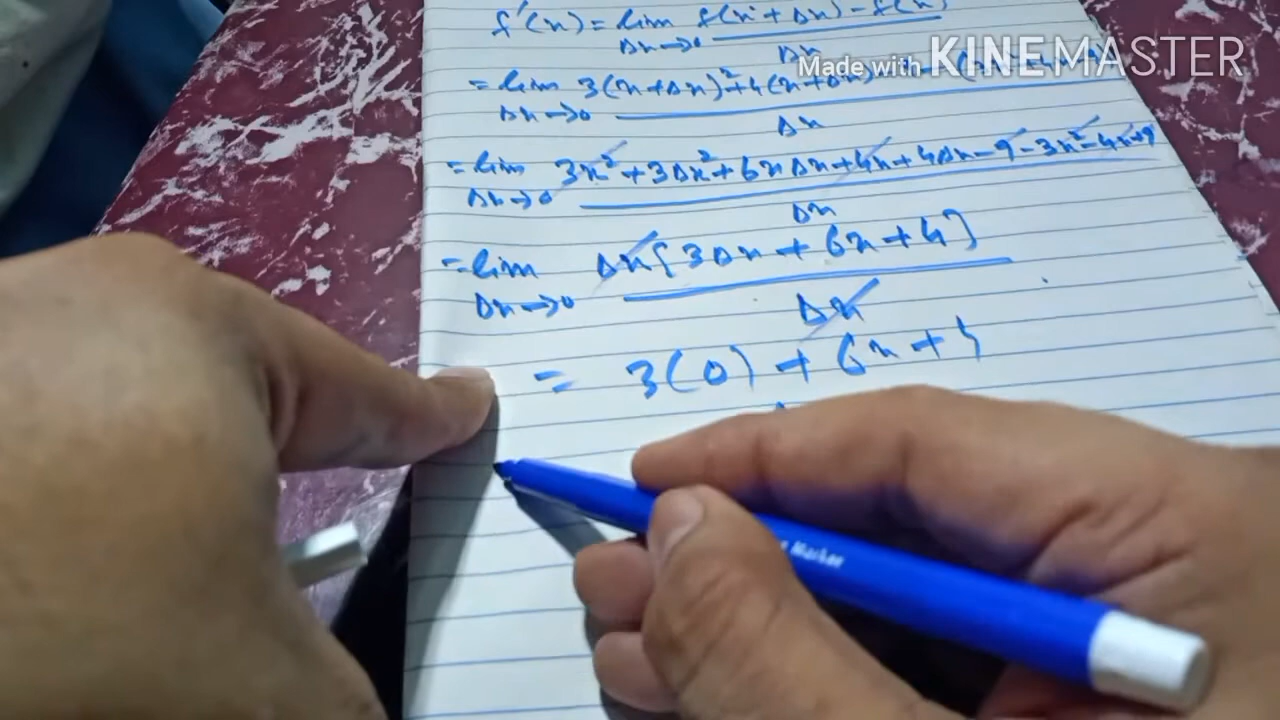 f'(x) = lim f(x + Δx) - f(x)
Δx→0 Δx
Made with KINEMASTER
= lim 3(x+Δx)²+4(x+Δx)
Δx→0 Δx
= lim 3x²+3Δx²+6xΔx+4x+4Δx-9-3x²-4x+9
Δx→0 Δx
= lim Δx[3Δx + 6x + 4]
Δx→0 Δx
= 3(0) + 6x + 4
Marker